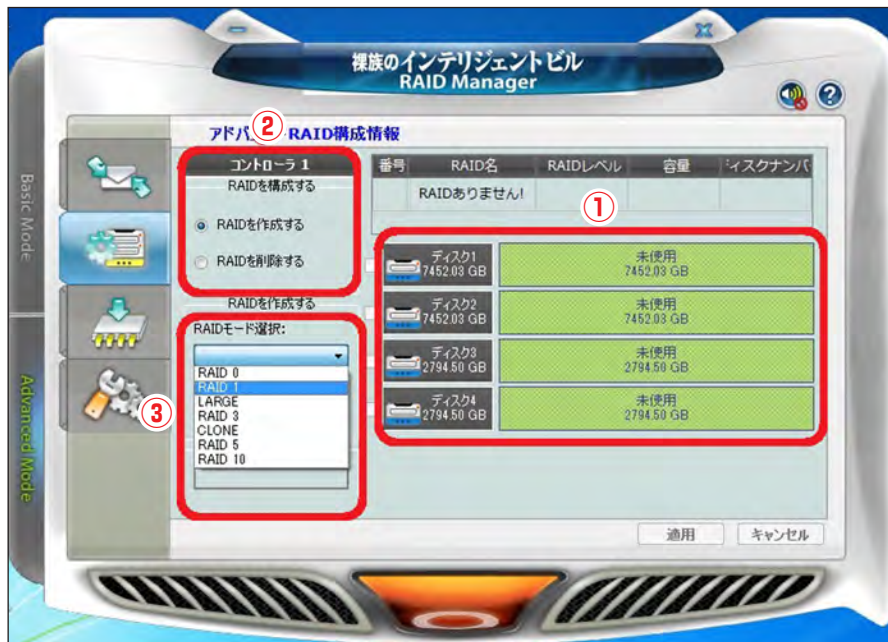 裸族のインテリジェントビル
RAID Manager
Basic Mode
Advanced Mode
アドバ
②
RAID構成情報
コントローラ 1
RAIDを構成する
RAIDを作成する
RAIDを削除する
RAIDを作成する
RAIDモード選択:
RAID 0
RAID 1
LARGE
RAID 3
CLONE
RAID 5
RAID 10
③
番号 RAID名 RAIDレベル 容量 ィスクナンバ
RAIDありません!
①
ディスク1
7452.03 GB
未使用
7452.03 GB
ディスク2
7452.03 GB
未使用
7452.03 GB
ディスク3
2794.50 GB
未使用
2794.50 GB
ディスク4
2794.50 GB
未使用
2794.50 GB
適用 キャンセル